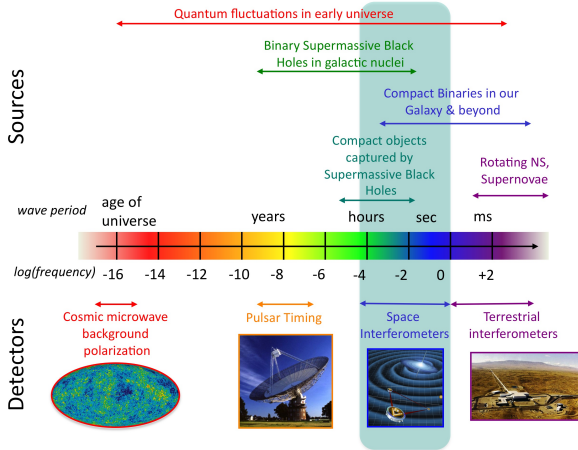 Quantum fluctuations in early universe
Binary Supermassive Black
Holes in galactic nuclei
Compact Binaries in our
Galaxy & beyond
Compact objects
captured by
Supermassive Black
Holes
Rotating NS,
Supernovae
Sources
wave period
age of
universe
years
hours
sec
ms
log(frequency)
-16 -14 -12 -10 -8 -6 -4 -2 0 +2
Detectors
Cosmic microwave
background
polarization
Pulsar Timing
Space
Interferometers
Terrestrial
interferometers